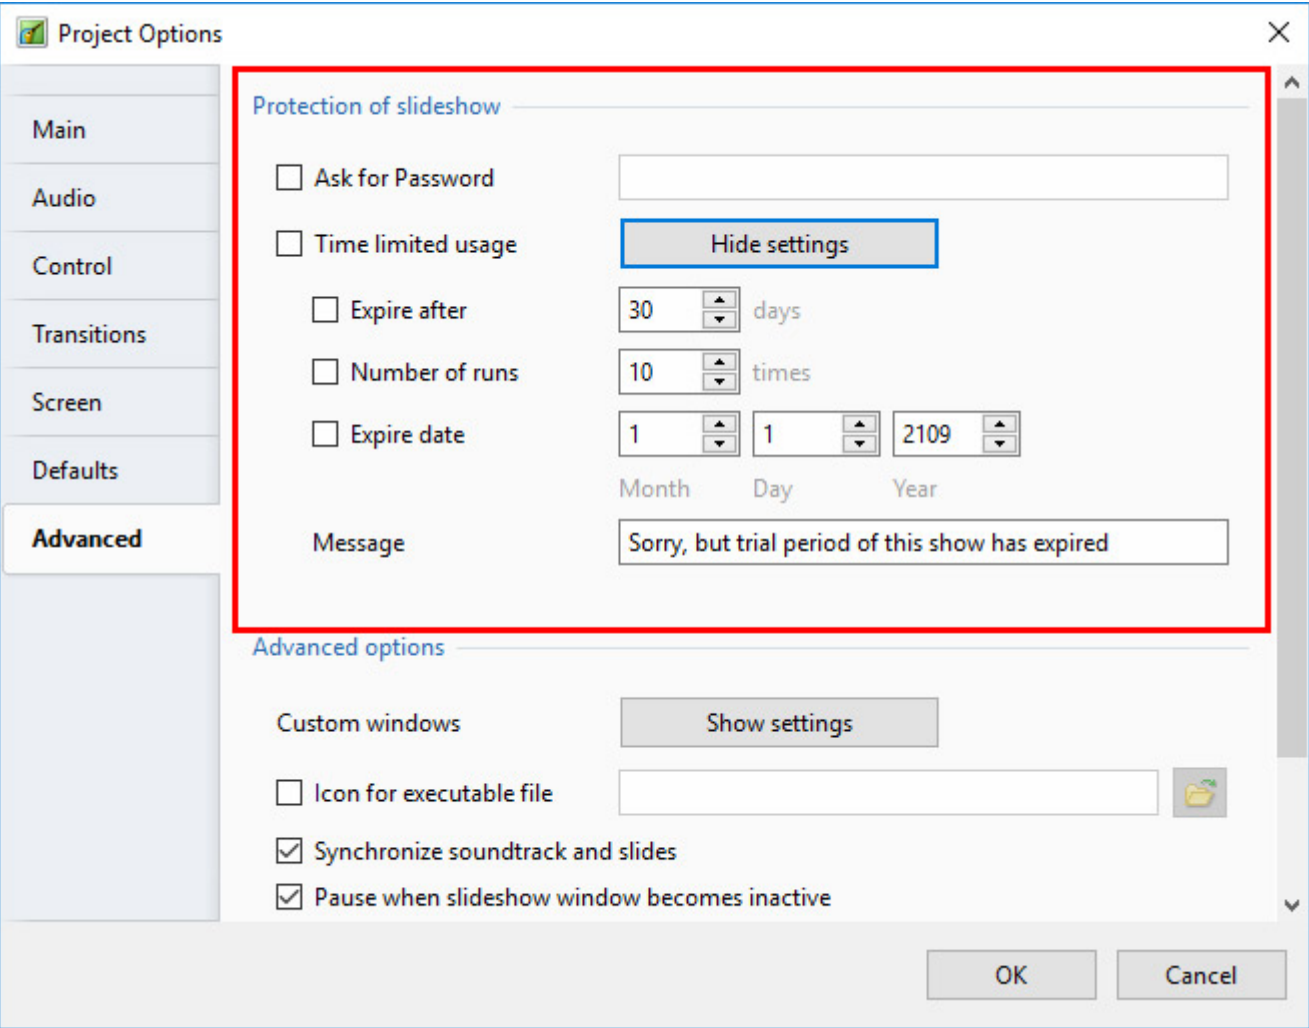 Project Options
Main
Audio
Control
Transitions
Screen
Defaults
Advanced
Protection of slideshow
Ask for Password
Time limited usage Hide settings
Expire after 30 days
Number of runs 10 times
Expire date 1 1 2109
Month Day Year
Message Sorry, but trial period of this show has expired
Advanced options
Custom windows Show settings
Icon for executable file
Synchronize soundtrack and slides
Pause when slideshow window becomes inactive
OK Cancel